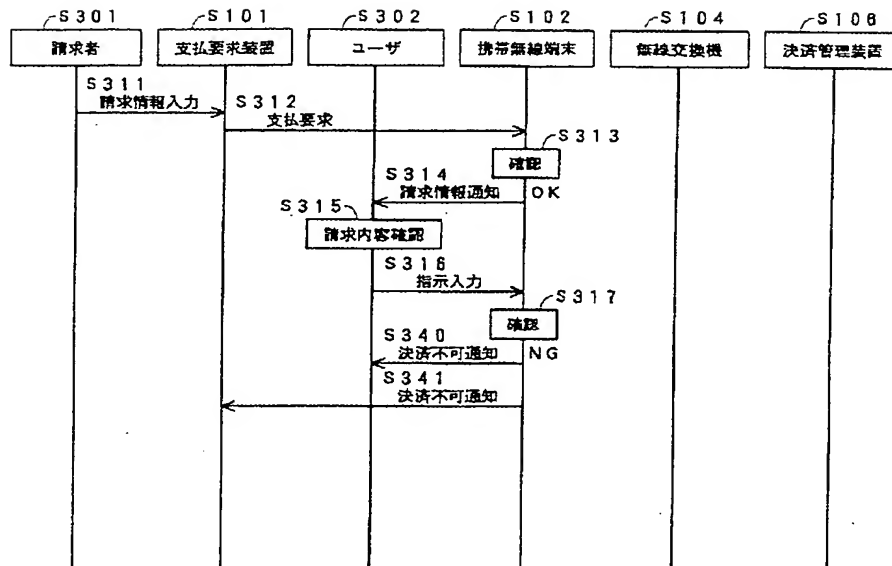 S301
S101
S302
S102
S104
S106
請求者
支払要求装置
ユーザ
携帯無線端末
無線交換機
決済管理装置
S311
請求情報入力
S312
支払要求
S313
確認
OK
S314
請求情報通知
S315
請求内容確認
S316
指示入力
S317
確認
NG
S340
決済不可通知
S341
決済不可通知